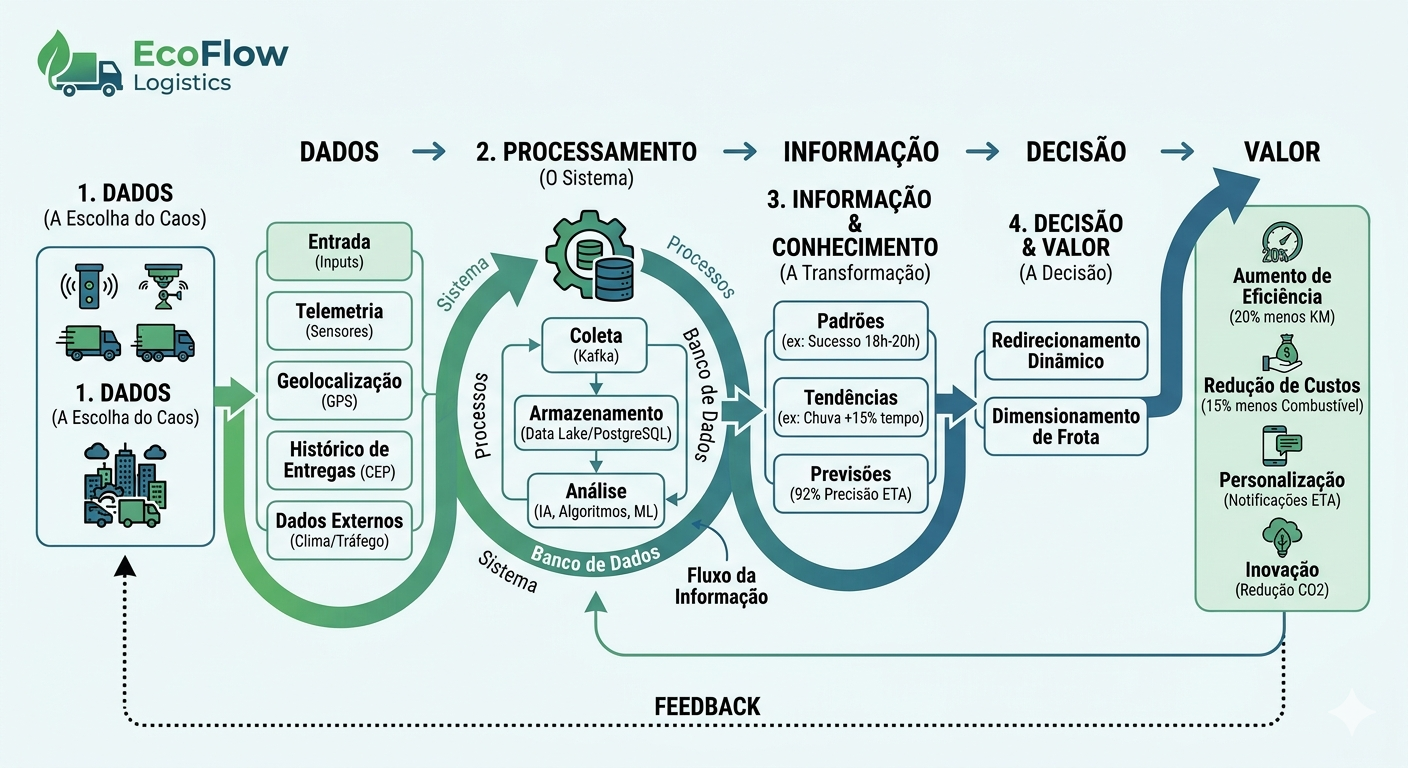 EcoFlow
Logistics
DADOS → 2. PROCESSAMENTO → INFORMAÇÃO → DECISÃO → VALOR
(O Sistema)
1. DADOS
(A Escolha do Caos)
1. DADOS
(A Escolha do Caos)
Entrada
(Inputs)
Telemetria
(Sensores)
Geolocalização
(GPS)
Histórico de
Entregas (CEP)
Dados Externos
(Clima/Tráfego)
Sistema
Processos
Processos
Banco de Dados
Coleta
(Kafka)
Armazenamento
(Data Lake/PostgreSQL)
Análise
(IA, Algoritmos, ML)
Banco de Dados
Sistema
Fluxo da
Informação
3. INFORMAÇÃO
&
CONHECIMENTO
(A Transformação)
Padrões
(ex: Sucesso 18h-20h)
Tendências
(ex: Chuva +15% tempo)
Previsões
(92% Precisão ETA)
4. DECISÃO
& VALOR
(A Decisão)
Redirecionamento
Dinâmico
Dimensionamento
de Frota
20%
Aumento de
Eficiência
(20% menos KM)
$
Redução de Custos
(15% menos Combustível)
Personalização
(Notificações ETA)
Inovação
(Redução CO2)
FEEDBACK